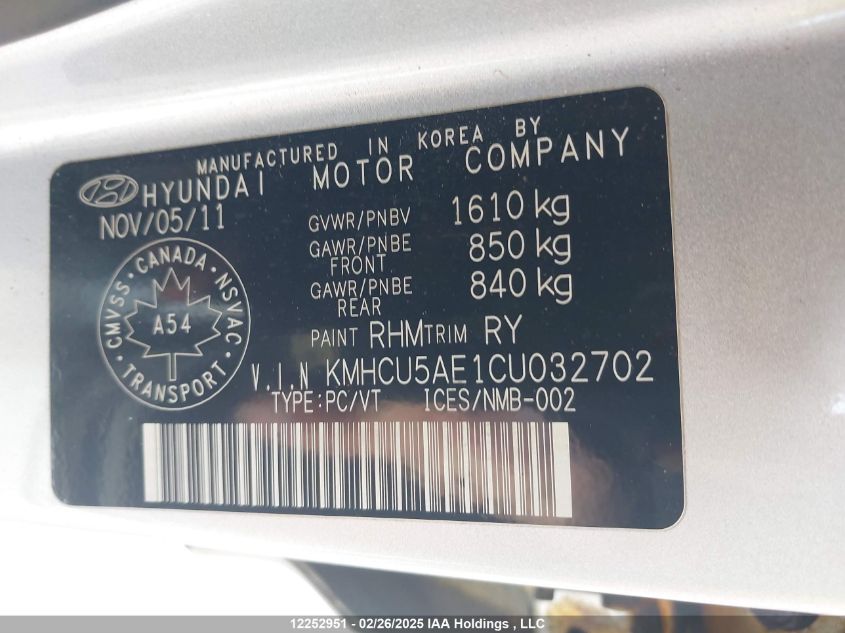 MANUFACTURED IN KOREA BY
HYUNDAI MOTOR COMPANY
NOV/05/11
GVWR/PNBV 1610 kg
GAWR/PNBE FRONT 850 kg
GAWR/PNBE REAR 840 kg
CANADA • NSVAC • TRANSPORT • CMVSS •
A54
PAINT RHM TRIM RY
V.I.N KMHCU5AE1CU032702
TYPE:PC/VT ICES/NMB-002
12252951 - 02/26/2025 IAA Holdings , LLC